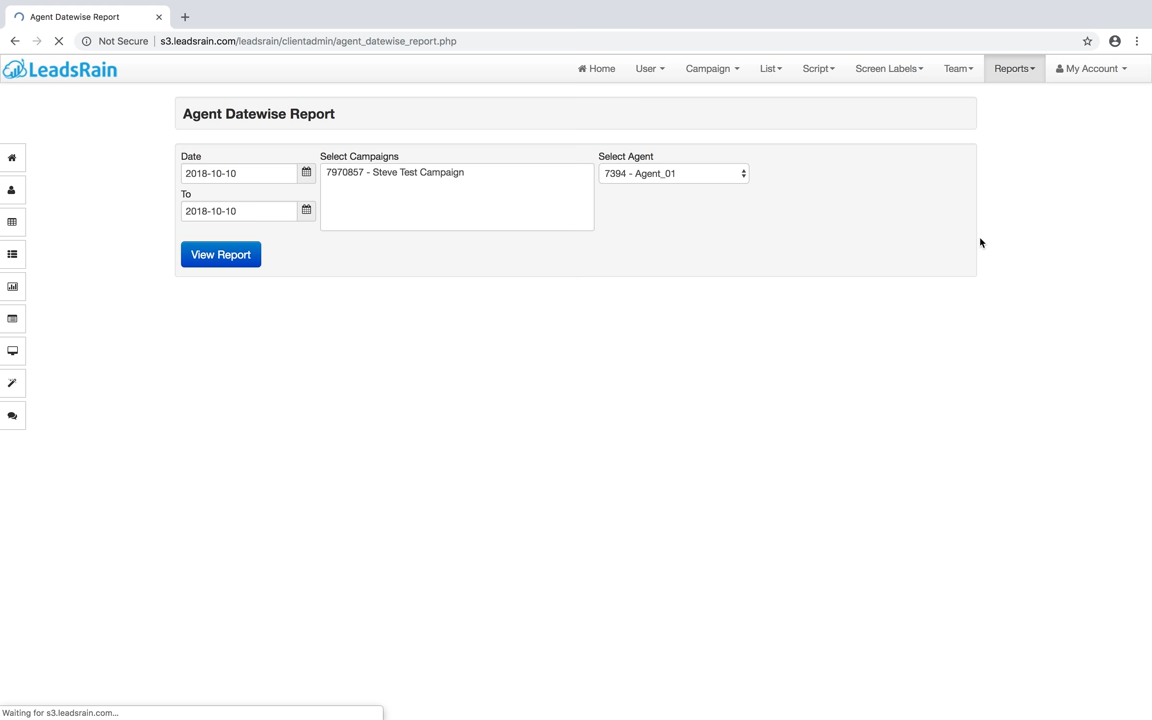 Agent Datewise Report
Not Secure s3.leadsrain.com/leadsrain/clientadmin/agent_datewise_report.php
LeadsRain Home User Campaign List Script Screen Labels Team Reports My Account
Agent Datewise Report
Date Select Campaigns Select Agent
2018-10-10 7970857 - Steve Test Campaign 7394 - Agent_01
To
2018-10-10
View Report
Waiting for s3.leadsrain.com...